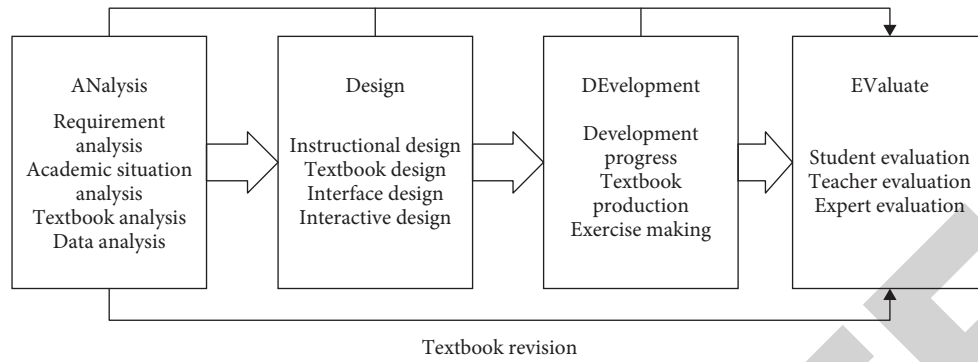 ANalysis
Requirement
analysis
Academic situation
analysis
Textbook analysis
Data analysis
Design
Instructional design
Textbook design
Interface design
Interactive design
DEvelopment
Development
progress
Textbook
production
Exercise making
EValuate
Student evaluation
Teacher evaluation
Expert evaluation
Textbook revision